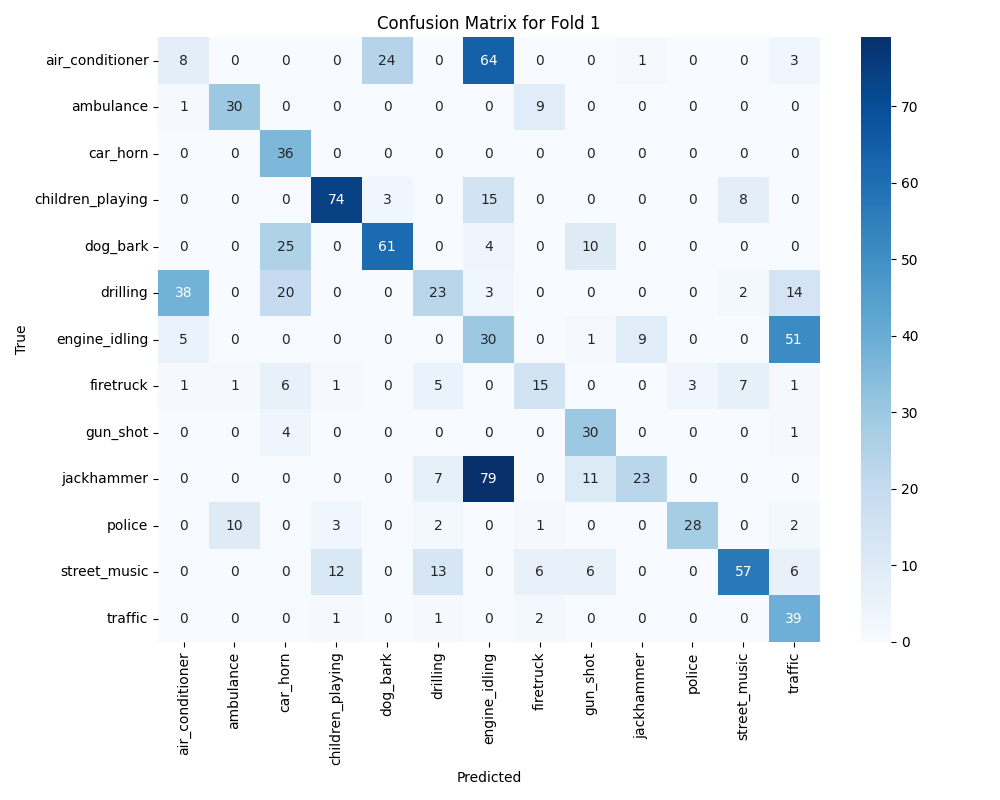 Confusion Matrix for Fold 1
True
air_conditioner 8 0 0 0 24 0 64 0 0 1 0 0 3
ambulance 1 30 0 0 0 0 0 9 0 0 0 0 0
car_horn 0 0 36 0 0 0 0 0 0 0 0 0 0
children_playing 0 0 0 74 3 0 15 0 0 0 0 8 0
dog_bark 0 0 25 0 61 0 4 0 10 0 0 0 0
drilling 38 0 20 0 0 23 3 0 0 0 0 2 14
engine_idling 5 0 0 0 0 0 30 0 1 9 0 0 51
firetruck 1 1 6 1 0 5 0 15 0 0 3 7 1
gun_shot 0 0 4 0 0 0 0 0 30 0 0 0 1
jackhammer 0 0 0 0 0 7 79 0 11 23 0 0 0
police 0 10 0 3 0 2 0 1 0 0 28 0 2
street_music 0 0 0 12 0 13 0 6 6 0 0 57 6
traffic 0 0 0 1 0 1 0 2 0 0 0 0 39
air_conditioner ambulance car_horn children_playing dog_bark drilling engine_idling firetruck gun_shot jackhammer police street_music traffic
Predicted
70
60
50
40
30
20
10
0